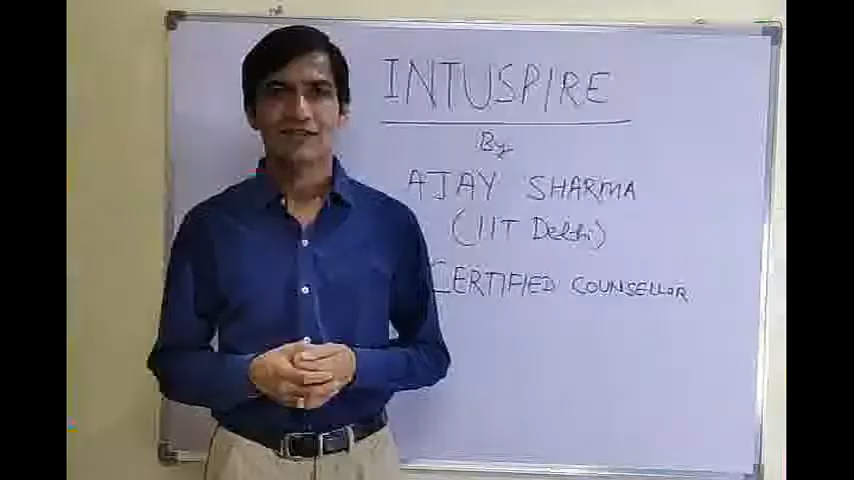 INTUSPIRE
By
AJAY SHARMA
(IIT Delhi)
CERTIFIED COUNSELLOR